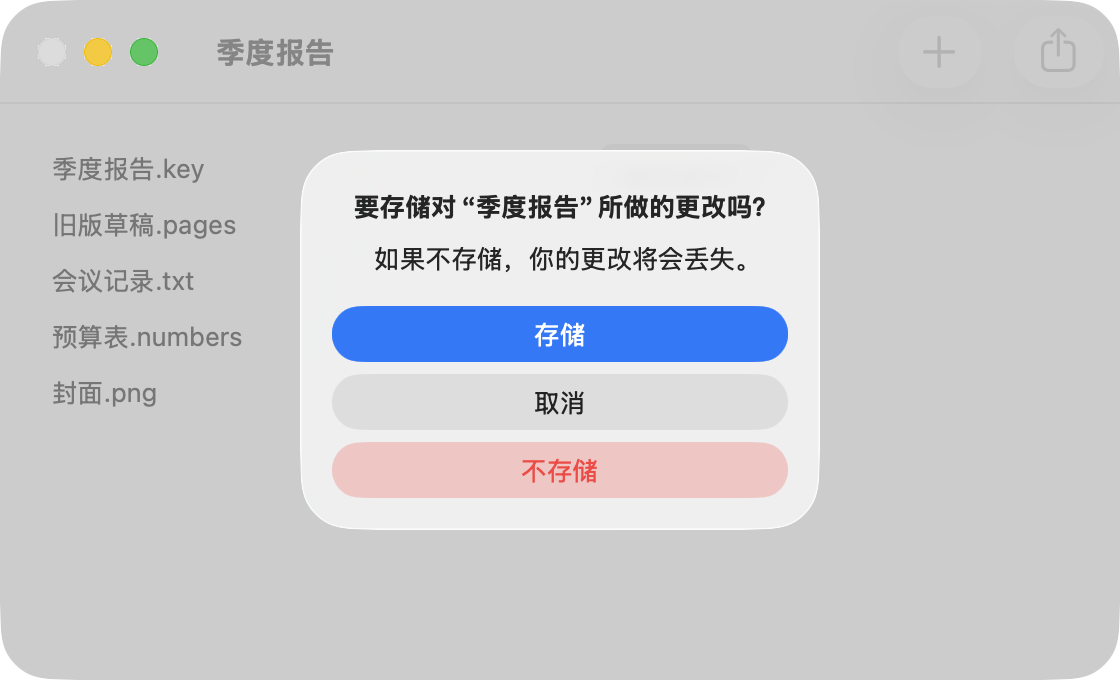 季度报告
季度报告.key
旧版草稿.pages
会议记录.txt
预算表.numbers
封面.png
要存储对“季度报告”所做的更改吗?
如果不存储，你的更改将会丢失。
存储
取消
不存储